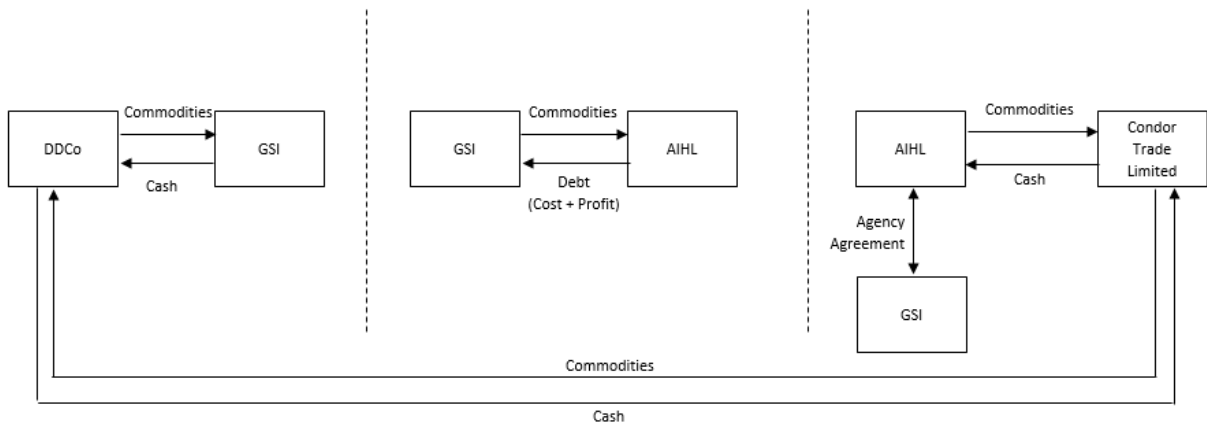 Commodities
DDCo
GSI
Cash
Commodities
GSI
AIHL
Debt
(Cost + Profit)
Commodities
AIHL
Condor
Trade
Limited
Cash
Agency
Agreement
GSI
Commodities
Cash